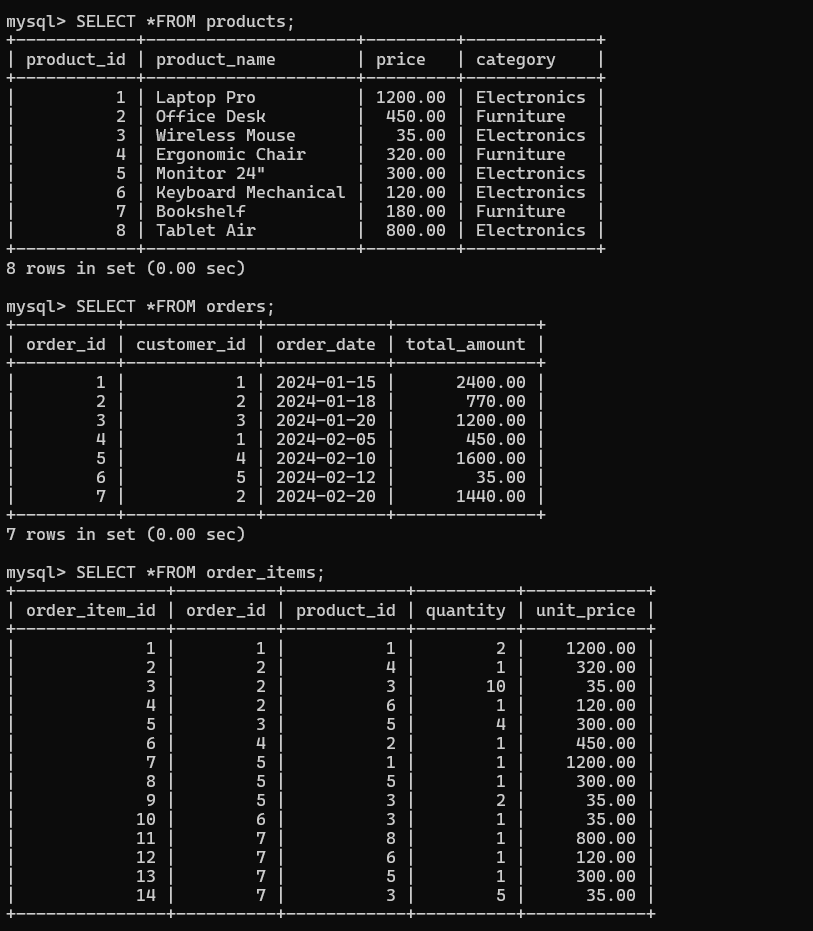 mysql> SELECT *FROM products;
+------------+---------------------+---------+-------------+
| product_id | product_name        | price   | category    |
+------------+---------------------+---------+-------------+
|          1 | Laptop Pro          | 1200.00 | Electronics |
|          2 | Office Desk         |  450.00 | Furniture   |
|          3 | Wireless Mouse      |   35.00 | Electronics |
|          4 | Ergonomic Chair     |  320.00 | Furniture   |
|          5 | Monitor 24"         |  300.00 | Electronics |
|          6 | Keyboard Mechanical |  120.00 | Electronics |
|          7 | Bookshelf           |  180.00 | Furniture   |
|          8 | Tablet Air          |  800.00 | Electronics |
+------------+---------------------+---------+-------------+
8 rows in set (0.00 sec)

mysql> SELECT *FROM orders;
+----------+-------------+------------+--------------+
| order_id | customer_id | order_date | total_amount |
+----------+-------------+------------+--------------+
|        1 |           1 | 2024-01-15 |      2400.00 |
|        2 |           2 | 2024-01-18 |       770.00 |
|        3 |           3 | 2024-01-20 |      1200.00 |
|        4 |           1 | 2024-02-05 |       450.00 |
|        5 |           4 | 2024-02-10 |      1600.00 |
|        6 |           5 | 2024-02-12 |        35.00 |
|        7 |           2 | 2024-02-20 |      1440.00 |
+----------+-------------+------------+--------------+
7 rows in set (0.00 sec)

mysql> SELECT *FROM order_items;
+---------------+----------+------------+----------+------------+
| order_item_id | order_id | product_id | quantity | unit_price |
+---------------+----------+------------+----------+------------+
|             1 |        1 |          1 |        2 |    1200.00 |
|             2 |        2 |          4 |        1 |     320.00 |
|             3 |        2 |          3 |       10 |      35.00 |
|             4 |        2 |          6 |        1 |     120.00 |
|             5 |        3 |          5 |        4 |     300.00 |
|             6 |        4 |          2 |        1 |     450.00 |
|             7 |        5 |          1 |        1 |    1200.00 |
|             8 |        5 |          5 |        1 |     300.00 |
|             9 |        5 |          3 |        2 |      35.00 |
|            10 |        6 |          3 |        1 |      35.00 |
|            11 |        7 |          8 |        1 |     800.00 |
|            12 |        7 |          6 |        1 |     120.00 |
|            13 |        7 |          5 |        1 |     300.00 |
|            14 |        7 |          3 |        5 |      35.00 |
+---------------+----------+------------+----------+------------+